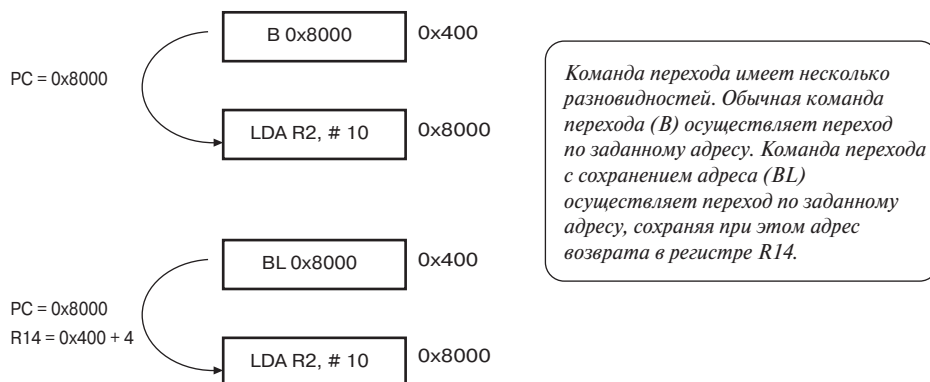 B 0x8000
0x400
PC = 0x8000
LDA R2, # 10
0x8000
BL 0x8000
0x400
PC = 0x8000
R14 = 0x400 + 4
LDA R2, # 10
0x8000
Команда перехода имеет несколько
разновидностей. Обычная команда
перехода (B) осуществляет переход
по заданному адресу. Команда перехода
с сохранением адреса (BL)
осуществляет переход по заданному
адресу, сохраняя при этом адрес
возврата в регистре R14.